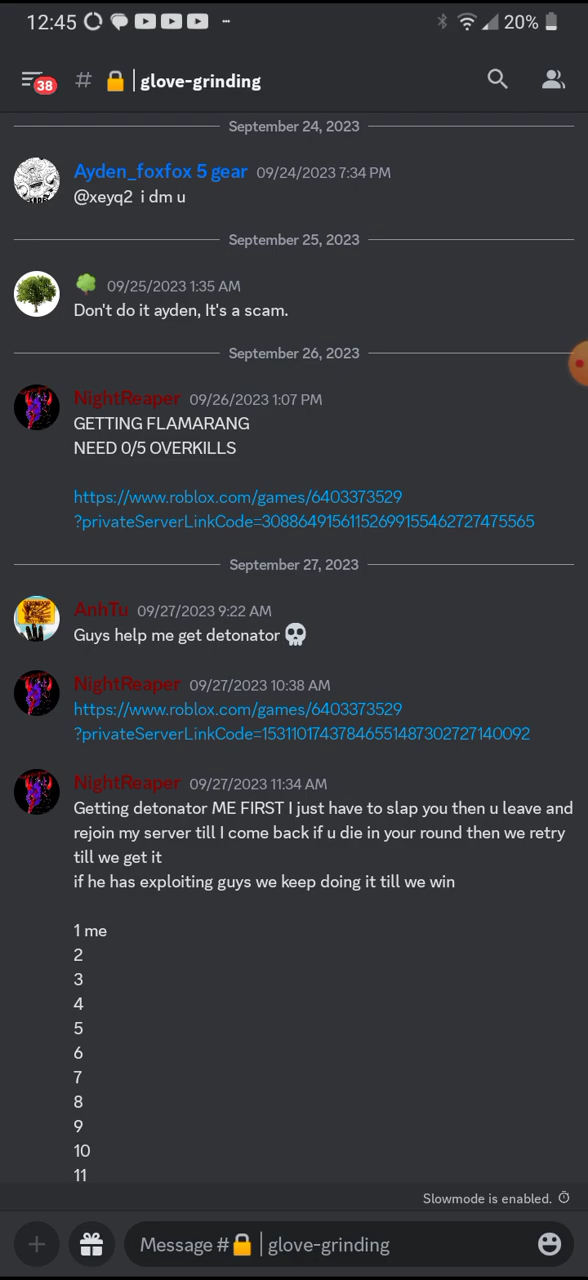 12:45 20%
38 # 🔒 | glove-grinding
September 24, 2023
Ayden_foxfox 5 gear 09/24/2023 7:34 PM
@xeyq2 i dm u
September 25, 2023
🌳 09/25/2023 1:35 AM
Don't do it ayden, It's a scam.
September 26, 2023
NightReaper 09/26/2023 1:07 PM
GETTING FLAMARANG
NEED 0/5 OVERKILLS
https://www.roblox.com/games/6403373529
?privateServerLinkCode=30886491561152699155462727475565
September 27, 2023
AnhTu 09/27/2023 9:22 AM
Guys help me get detonator 💀
NightReaper 09/27/2023 10:38 AM
https://www.roblox.com/games/6403373529
?privateServerLinkCode=15311017437846551487302727140092
NightReaper 09/27/2023 11:34 AM
Getting detonator ME FIRST I just have to slap you then u leave and
rejoin my server till I come back if u die in your round then we retry
till we get it
if he has exploiting guys we keep doing it till we win
1 me
2
3
4
5
6
7
8
9
10
11
Slowmode is enabled.
Message #🔒 | glove-grinding